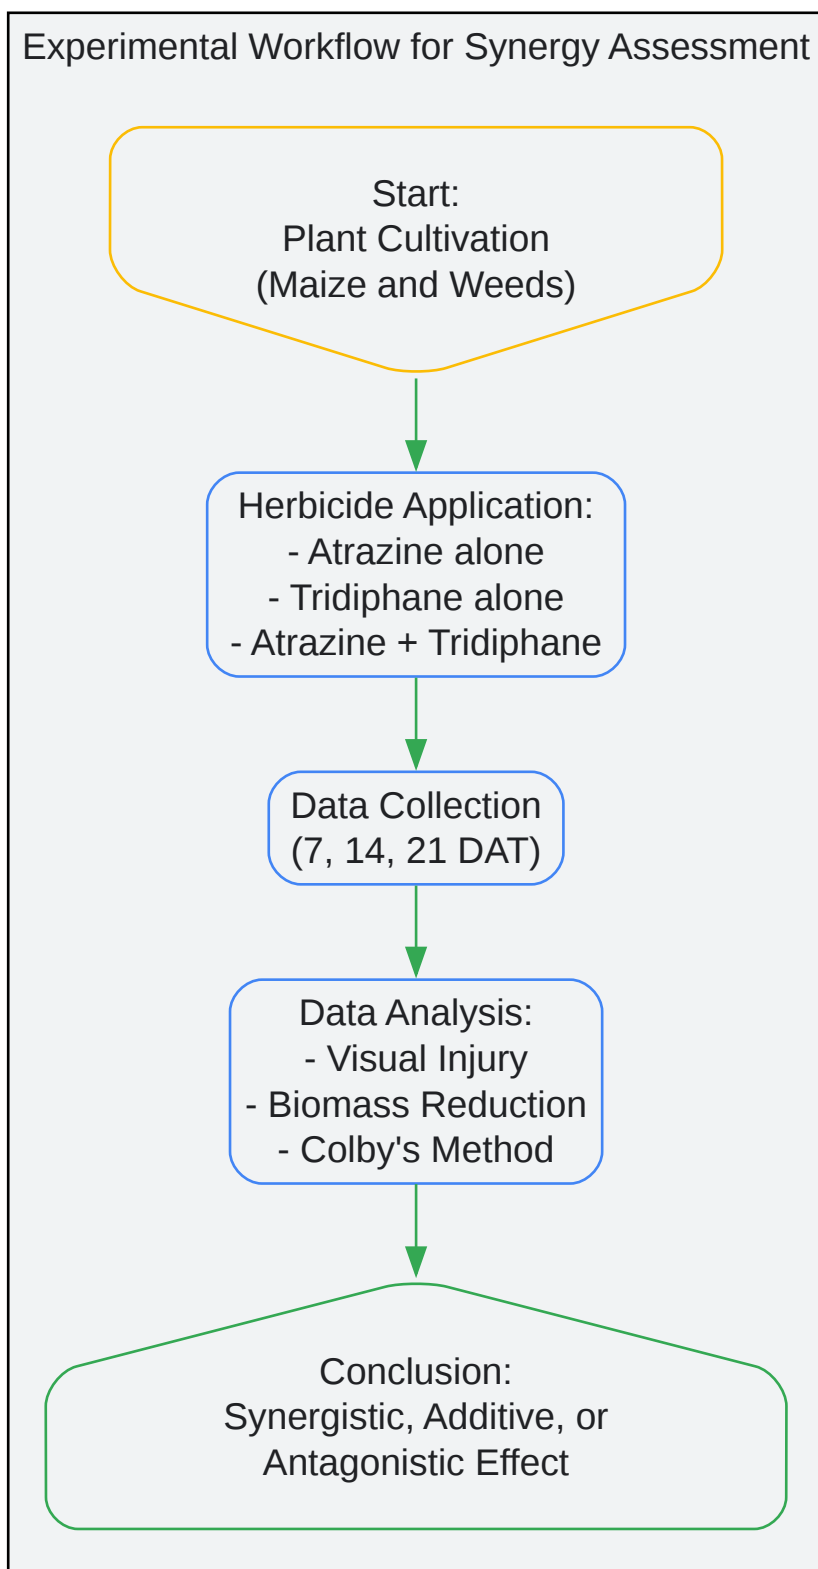 Experimental Workflow for Synergy Assessment
Start:
Plant Cultivation
(Maize and Weeds)
Herbicide Application:
- Atrazine alone
- Tridiphane alone
- Atrazine + Tridiphane
Data Collection
(7, 14, 21 DAT)
Data Analysis:
- Visual Injury
- Biomass Reduction
- Colby's Method
Conclusion:
Synergistic, Additive, or
Antagonistic Effect